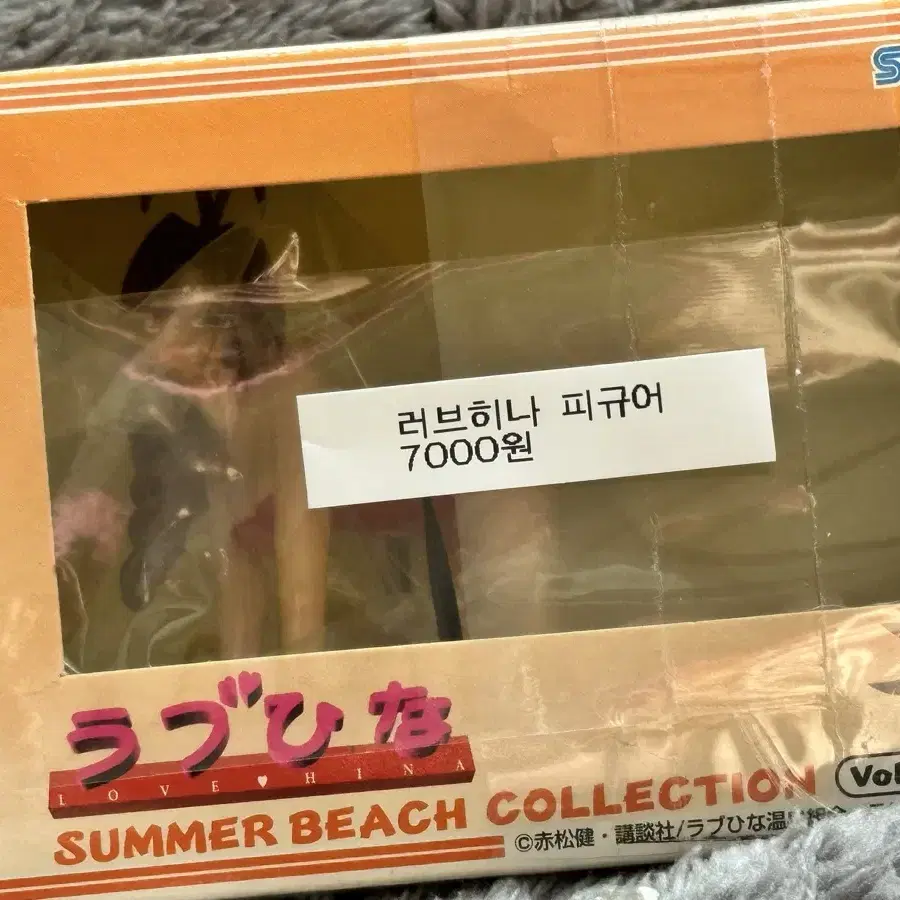 러브히나 피규어
7000원
ラブひな
LOVE♥HINA
SUMMER BEACH COLLECTION
©赤松健・講談社/ラブひな温